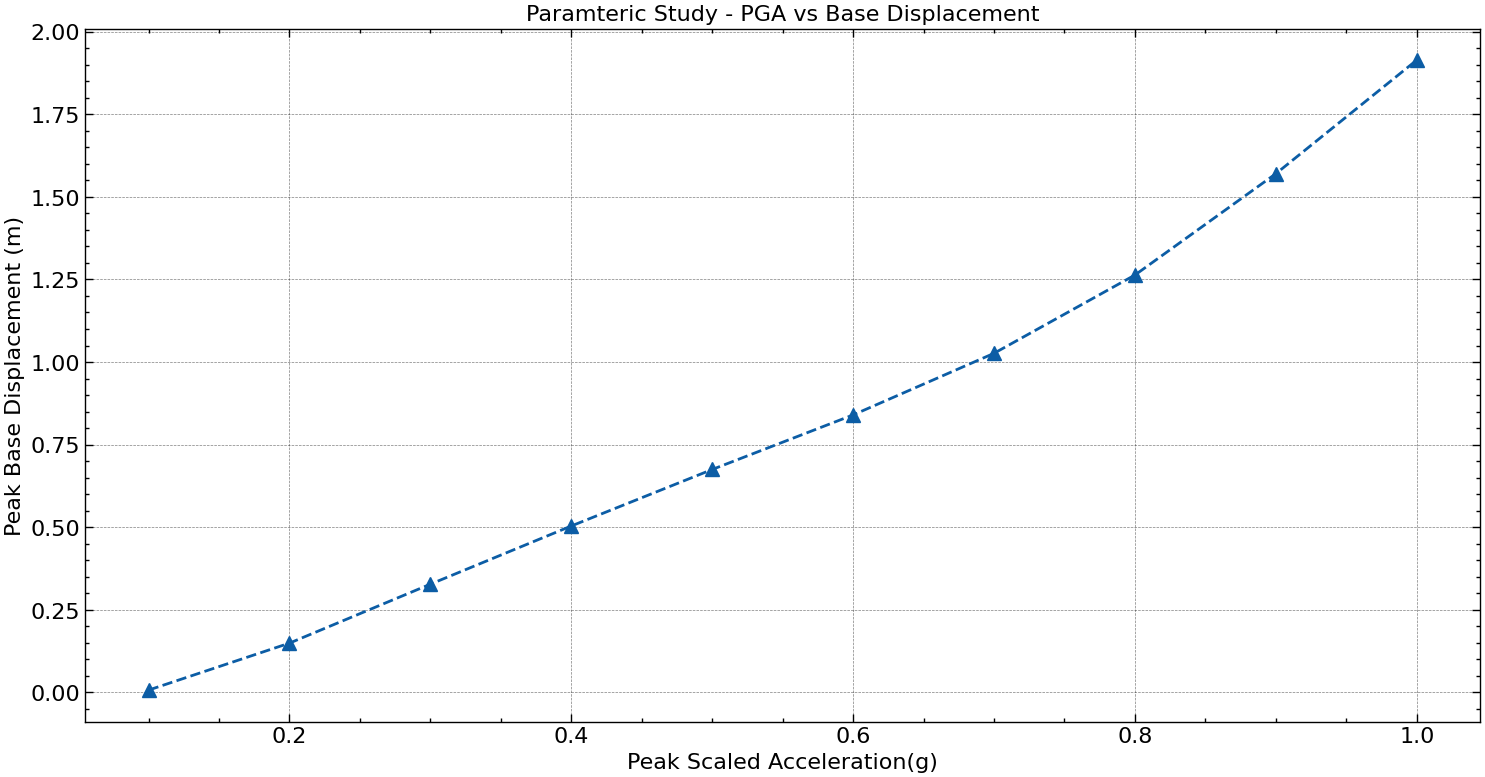 Paramteric Study - PGA vs Base Displacement
Peak Base Displacement (m)
2.00
1.75
1.50
1.25
1.00
0.75
0.50
0.25
0.00
0.2 0.4 0.6 0.8 1.0
Peak Scaled Acceleration(g)